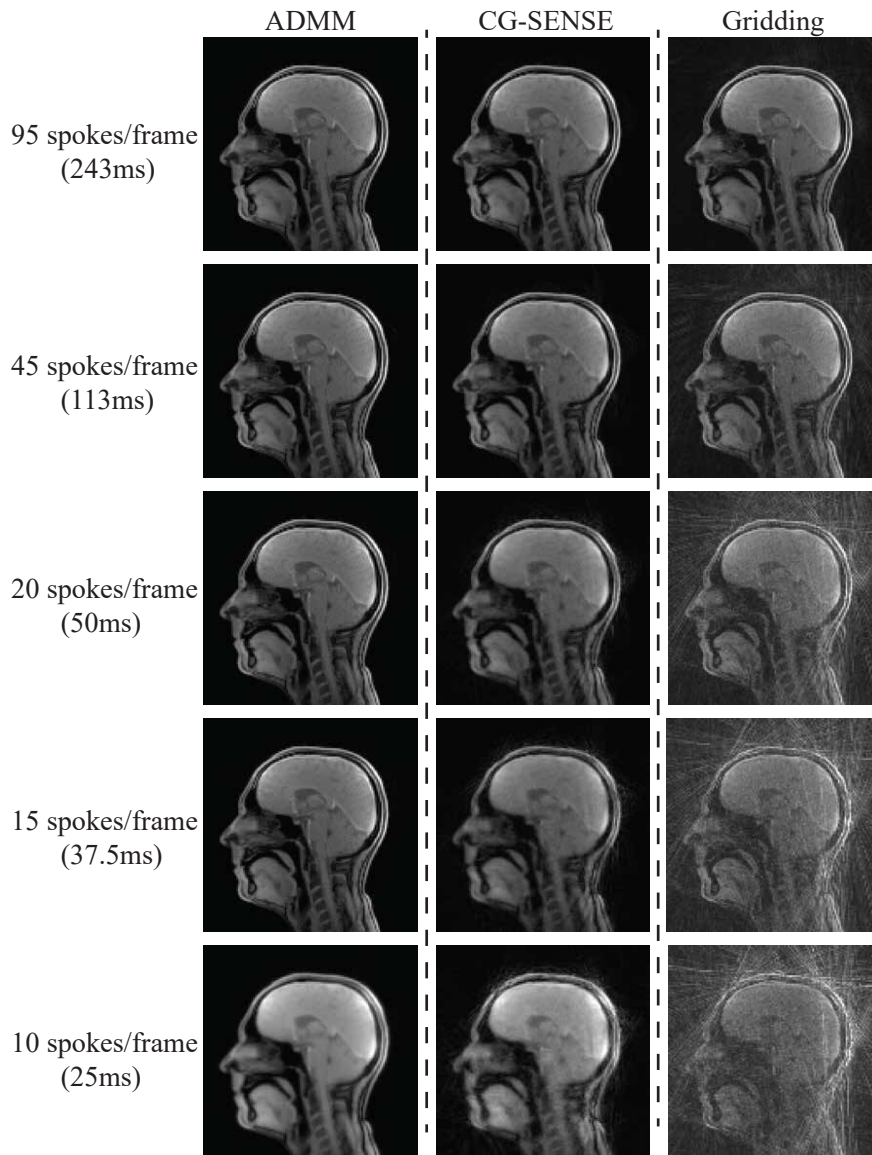 ADMM
CG-SENSE
Gridding
95 spokes/frame
(243ms)
45 spokes/frame
(113ms)
20 spokes/frame
(50ms)
15 spokes/frame
(37.5ms)
10 spokes/frame
(25ms)